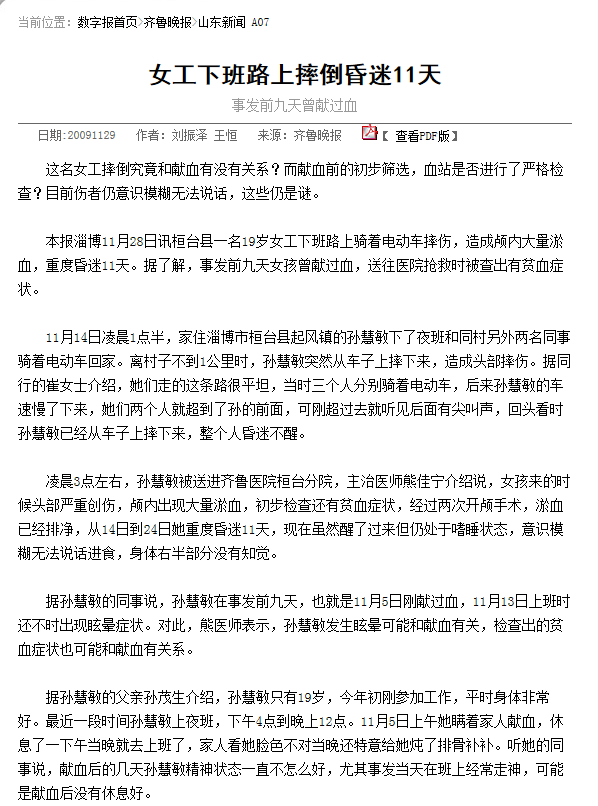 当前位置：数字报首页>齐鲁晚报>山东新闻 A07
女工下班路上摔倒昏迷11天
事发前九天曾献过血
日期:20091129 作者：刘振泽 王恒 来源：齐鲁晚报 【 查看PDF版】
这名女工摔倒究竟和献血有没有关系？而献血前的初步筛选，血站是否进行了严格检
查？目前伤者仍意识模糊无法说话，这些仍是谜。
本报淄博11月28日讯桓台县一名19岁女工下班路上骑着电动车摔伤，造成颅内大量淤
血，重度昏迷11天。据了解，事发前九天女孩曾献过血，送往医院抢救时被查出有贫血症
状。
11月14日凌晨1点半，家住淄博市桓台县起风镇的孙慧敏下了夜班和同村另外两名同事
骑着电动车回家。离村子不到1公里时，孙慧敏突然从车子上摔下来，造成头部摔伤。据同
行的崔女士介绍，她们走的这条路很平坦，当时三个人分别骑着电动车，后来孙慧敏的车
速慢了下来，她们两个人就超到了孙的前面，可刚超过去就听见后面有尖叫声，回头看时
孙慧敏已经从车子上摔下来，整个人昏迷不醒。
凌晨3点左右，孙慧敏被送进齐鲁医院桓台分院，主治医师熊佳宁介绍说，女孩来的时
候头部严重创伤，颅内出现大量淤血，初步检查还有贫血症状，经过两次开颅手术，淤血
已经排净，从14日到24日她重度昏迷11天，现在虽然醒了过来但仍处于嗜睡状态，意识模
糊无法说话进食，身体右半部分没有知觉。
据孙慧敏的同事说，孙慧敏在事发前九天，也就是11月5日刚献过血，11月13日上班时
还不时出现眩晕症状。对此，熊医师表示，孙慧敏发生眩晕可能和献血有关，检查出的贫
血症状也可能和献血有关系。
据孙慧敏的父亲孙茂生介绍，孙慧敏只有19岁，今年初刚参加工作，平时身体非常
好。最近一段时间孙慧敏上夜班，下午4点到晚上12点。11月5日上午她瞒着家人献血，休
息了一下午当晚就去上班了，家人看她脸色不对当晚还特意给她炖了排骨补补。听她的同
事说，献血后的几天孙慧敏精神状态一直不怎么好，尤其事发当天在班上经常走神，可能
是献血后没有休息好。